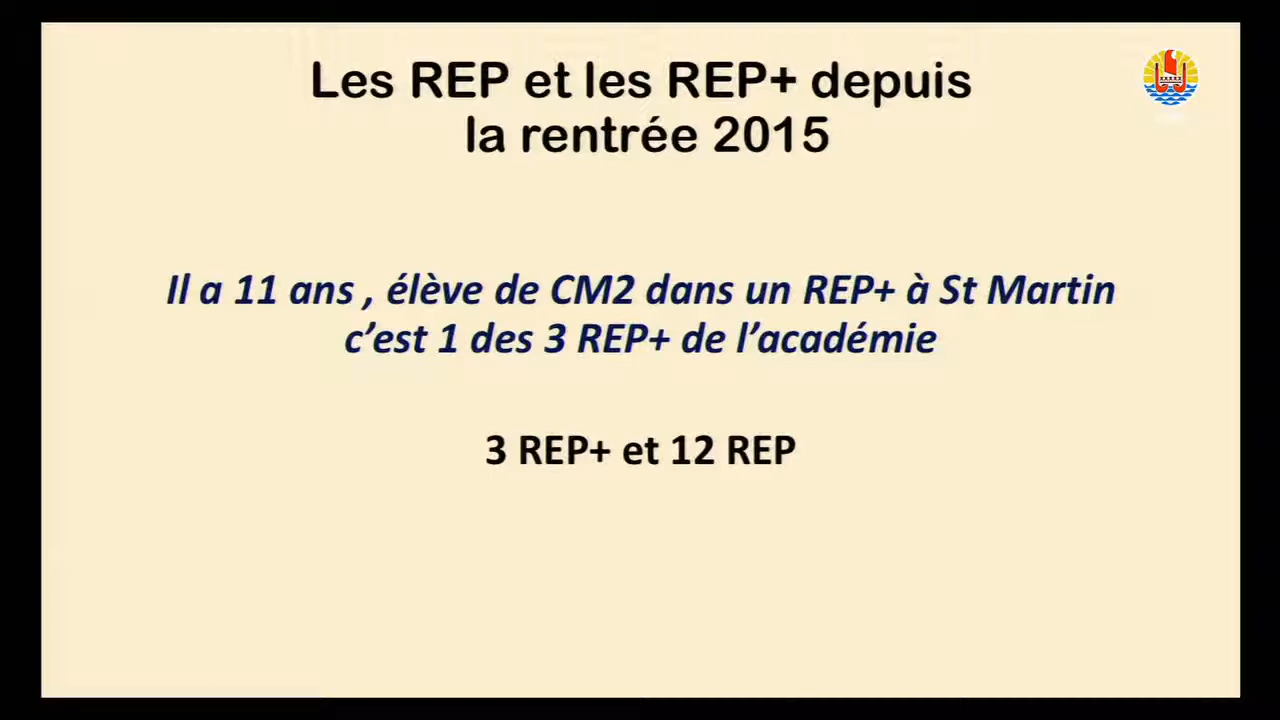 Les REP et les REP+ depuis
la rentrée 2015
Il a 11 ans , élève de CM2 dans un REP+ à St Martin
c’est 1 des 3 REP+ de l’académie
3 REP+ et 12 REP